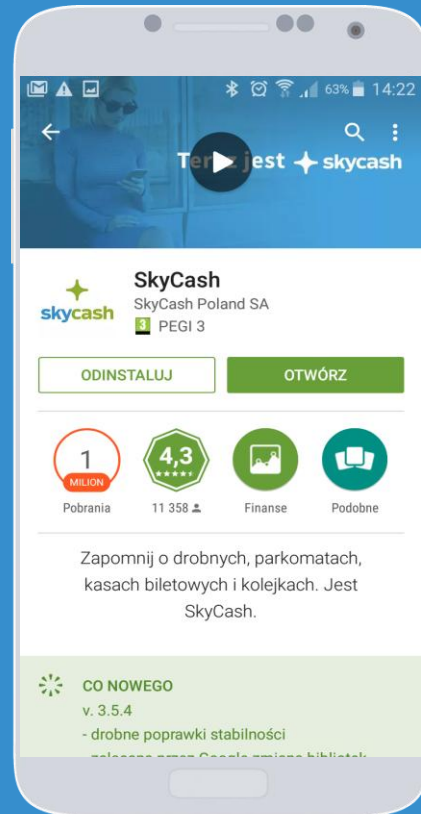 63% 14:22
jest skycash
SkyCash
SkyCash Poland SA
skycash
3 PEGI 3
ODINSTALUJ
OTWÓRZ
1
MILION
4,3
Pobrania
11 358
Finanse
Podobne
Zapomnij o drobnych, parkomatach,
kasach biletowych i kolejkach. Jest
SkyCash.
CO NOWEGO
v. 3.5.4
- drobne poprawki stabilności